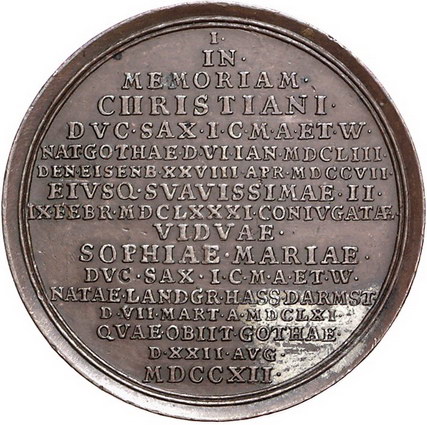 I·
IN·
MEMORIAM·
CHRISTIANI·
DVC·SAX·I·C·M·A·ET·W·
NAT·GOTHAE·D·VI IAN·MDCLIII·
DEN·EISENB·XXVIII·APR·MDCCVII·
EIVSQ·SVAVISSIMAE·II·
IX FEBR·MDCLXXXI·CONIVGATÆ·
VIDVAE·
SOPHIAE·MARIAE·
DVC·SAX·I·C·M·A·ET·W·
NATAE·LANDGR·HASS·DARMST·
D·VII·MART·A·MDCLXI·
QVAE·OBIIT·GOTHAE·
D·XXII·AVG·
MDCCXII·